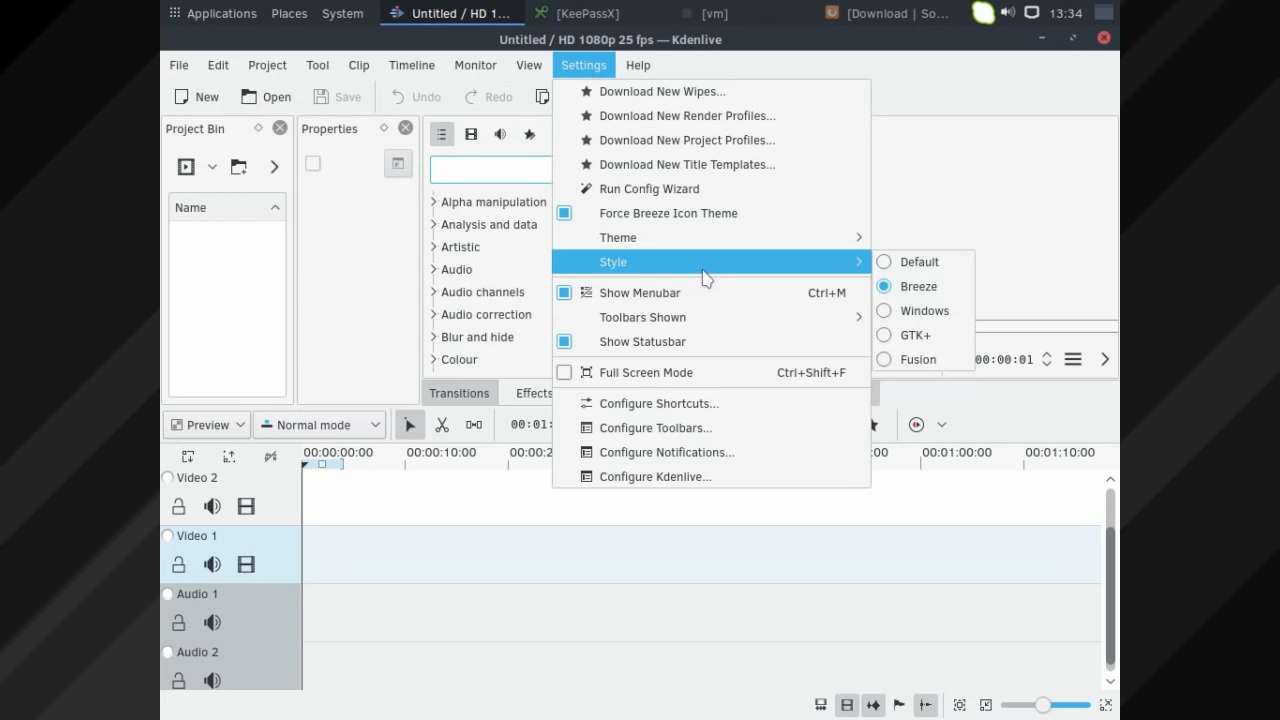 Applications Places System Untitled / HD 1... [KeePassX] [vm] [Download | So... 13:34
Untitled / HD 1080p 25 fps — Kdenlive
File Edit Project Tool Clip Timeline Monitor View Settings Help
New Open Save Undo Redo
Download New Wipes...
Download New Render Profiles...
Download New Project Profiles...
Download New Title Templates...
Run Config Wizard
Force Breeze Icon Theme
Theme
Style
Show Menubar Ctrl+M
Toolbars Shown
Show Statusbar
Full Screen Mode Ctrl+Shift+F
Configure Shortcuts...
Configure Toolbars...
Configure Notifications...
Configure Kdenlive...
Default
Breeze
Windows
GTK+
Fusion
Project Bin
Name
Properties
Alpha manipulation
Analysis and data
Artistic
Audio
Audio channels
Audio correction
Blur and hide
Colour
Transitions Effects
00:00:01
Preview Normal mode 00:01:
00:00:00:00 00:00:10:00 00:00:2 :00 00:01:00:00 00:01:10:00
Video 2
Video 1
Audio 1
Audio 2